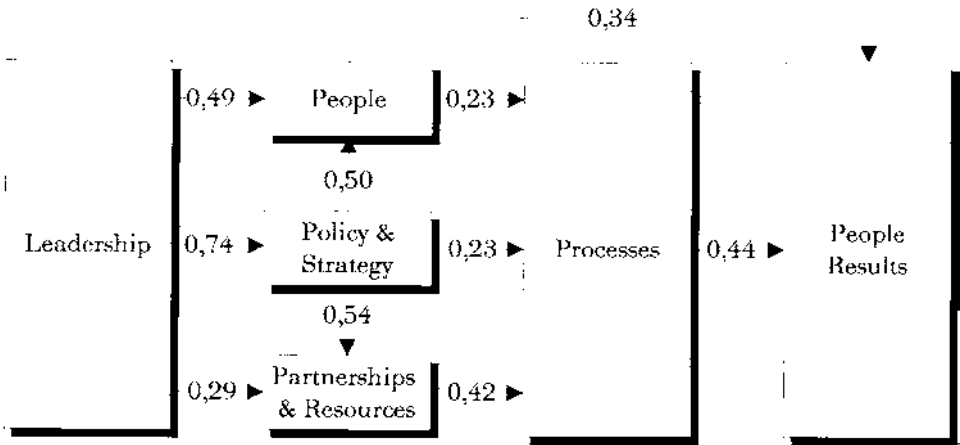 0,34
0,49
People
0,23
0,50
Leadership
0,74
Policy &
Strategy
0,23
Processes
0,44
People
Results
0,54
0,29
Partnerships
& Resources
0,42